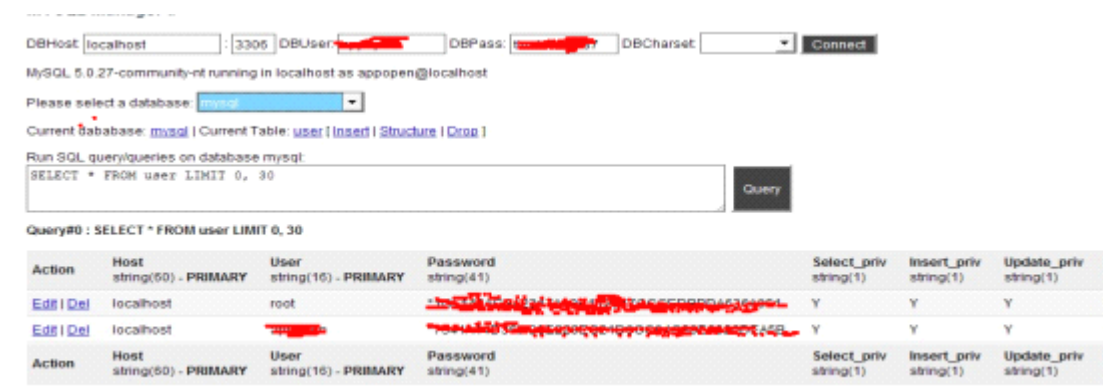 DBHost: localhost : 3306 DBUser: DBPass: DBCharset: Connect
MySQL 5.0.27-community-nt running in localhost as appopen@localhost
Please select a database: mysql
Current dababase: mysql | Current Table: user [ Insert | Structure | Drop ]
Run SQL query/queries on database mysql:
SELECT * FROM user LIMIT 0, 30
Query
Query#0 : SELECT * FROM user LIMIT 0, 30
Action Host User Password Select_priv Insert_priv Update_priv
string(60) - PRIMARY string(16) - PRIMARY string(41) string(1) string(1) string(1)
Edit | Del localhost root Y Y Y
Edit | Del localhost Y Y Y
Action Host User Password Select_priv Insert_priv Update_priv
string(60) - PRIMARY string(16) - PRIMARY string(41) string(1) string(1) string(1)